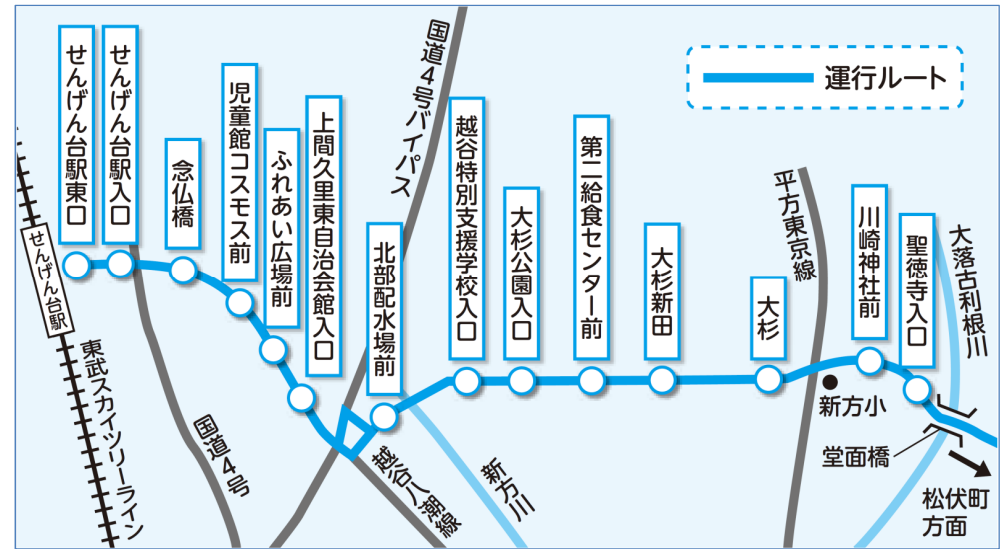 運行ルート
せんげん台駅東口
せんげん台駅入口
念仏橋
児童館コスモス前
ふれあい広場前
上間久里東自治会館入口
北部配水場前
越谷特別支援学校入口
大杉公園入口
第二給食センター前
大杉新田
大杉
川崎神社前
聖徳寺入口
国道4号バイパス
平方東京線
大落古利根川
せんげん台駅
東武スカイツリーライン
国道4号
越谷八潮線
新方川
新方小
堂面橋
松伏町
方面